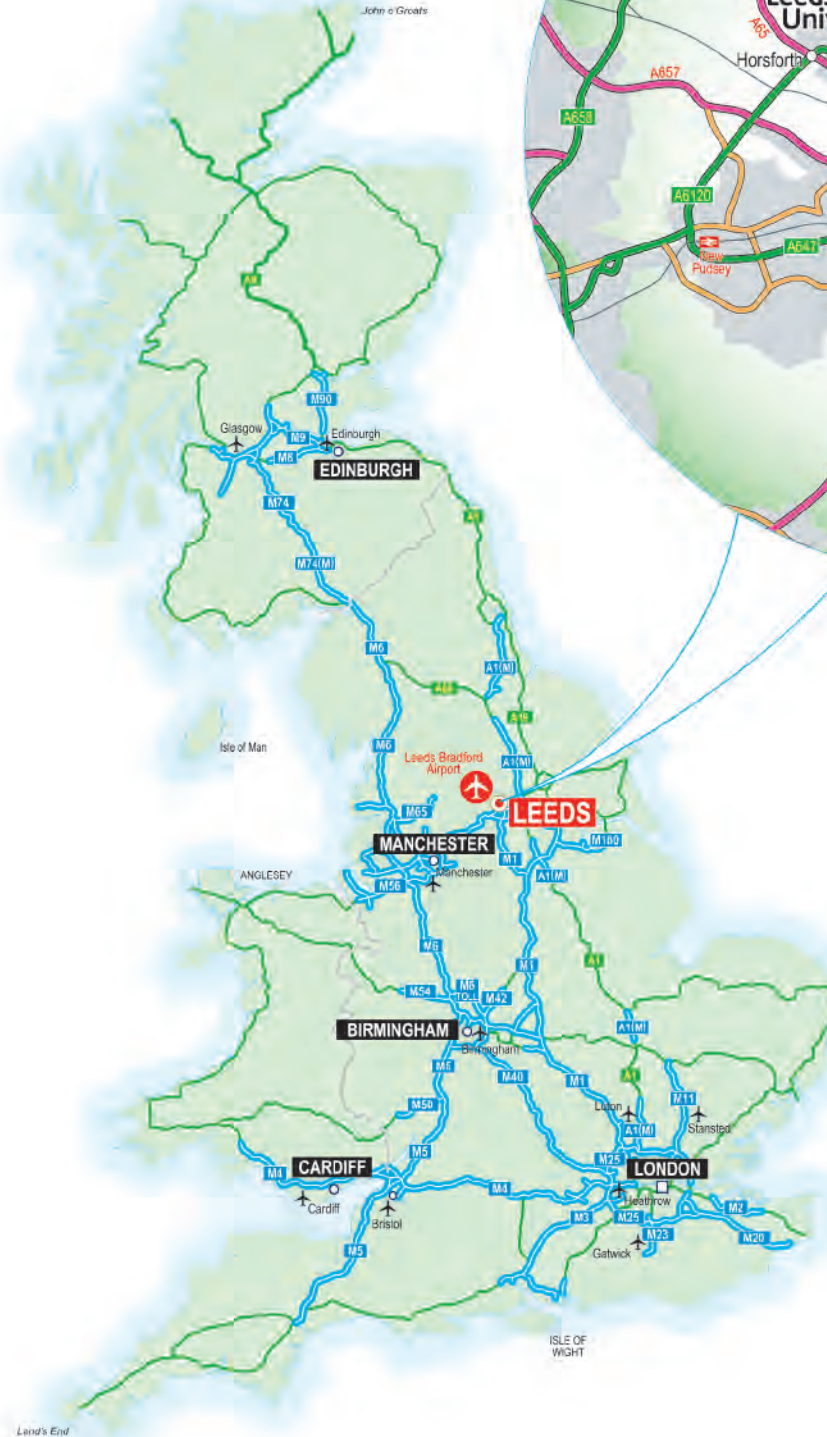 John o'Groats
Uni
A65
Horsforth
A657
A658
A6120
New
Pudsey
A647
A9
M90
Glasgow
M9
Edinburgh
M8
EDINBURGH
M74
A1
M74(M)
M6
A1(M)
A19
M6
Isle of Man
Leeds Bradford
Airport
A1(M)
LEEDS
M65
M180
MANCHESTER
M1
Manchester
A1(M)
ANGLESEY
M56
M6
A1
M1
M54
M6
TOLL
M42
A1(M)
BIRMINGHAM
Birmingham
M40
M1
A1
M11
M50
Luton
Stansted
A1(M)
M5
M25
CARDIFF
LONDON
M4
M4
Heathrow
Cardiff
Bristol
M3
M25
M2
M23
M20
M5
Gatwick
ISLE OF
WIGHT
Land's End